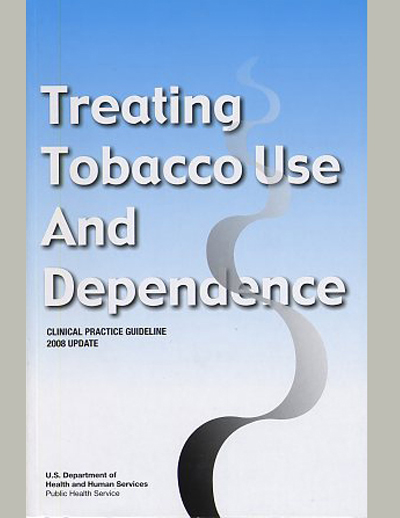 Treating
Tobacco Use
And
Dependence
CLINICAL PRACTICE GUIDELINE
2008 UPDATE
U.S. Department of
Health and Human Services
Public Health Service